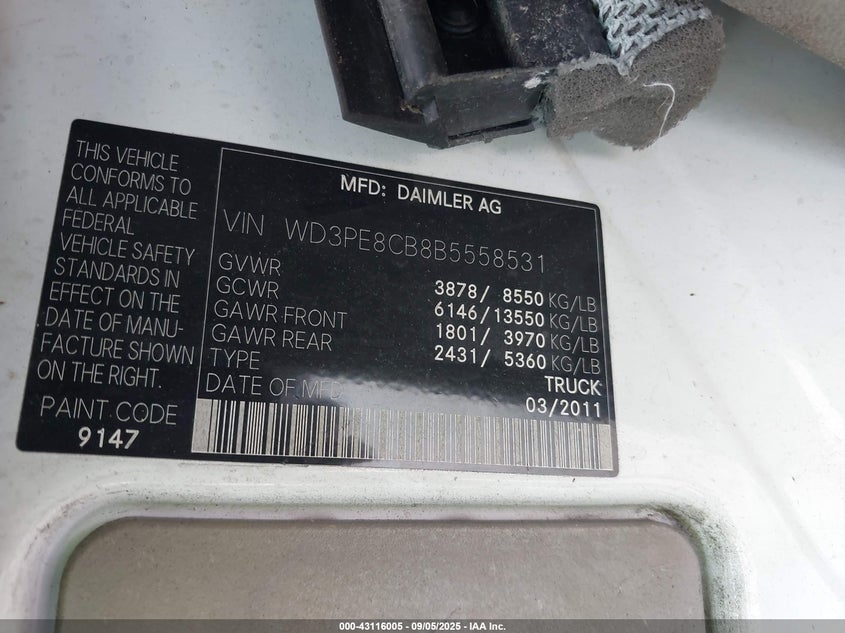 THIS VEHICLE
CONFORMS TO
ALL APPLICABLE
FEDERAL
VEHICLE SAFETY
STANDARDS IN
EFFECT ON THE
DATE OF MANU-
FACTURE SHOWN
ON THE RIGHT.
PAINT CODE
9147
MFD: DAIMLER AG
VIN WD3PE8CB8B5558531
GVWR 3878/ 8550 KG/LB
GCWR 6146/13550 KG/LB
GAWR FRONT 1801/ 3970 KG/LB
GAWR REAR 2431/ 5360 KG/LB
TYPE TRUCK
DATE OF MFD 03/2011
000-43116005 - 09/05/2025 - IAA Inc.